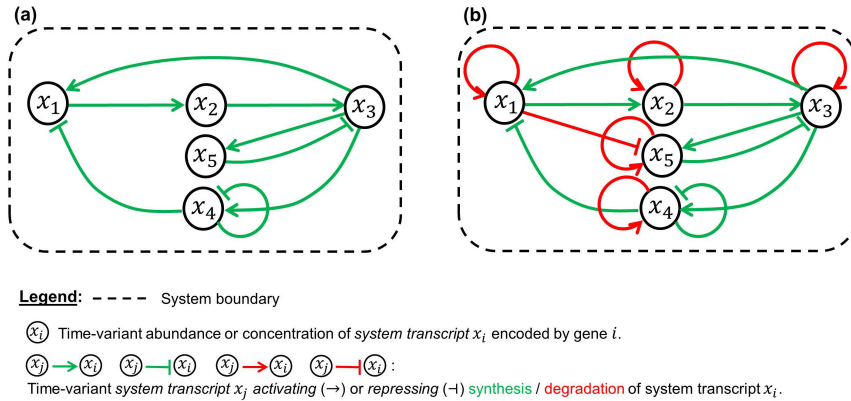 (a) (b)
x₁ x₂ x₃ x₁ x₂ x₃
x₅ x₅
x₄ x₄
Legend: System boundary
xᵢ Time-variant abundance or concentration of system transcript xᵢ encoded by gene i.
xⱼ → xᵢ xⱼ ⊣ xᵢ xⱼ → xᵢ xⱼ ⊣ xᵢ :
Time-variant system transcript xⱼ activating (→) or repressing (⊣) synthesis / degradation of system transcript xᵢ.